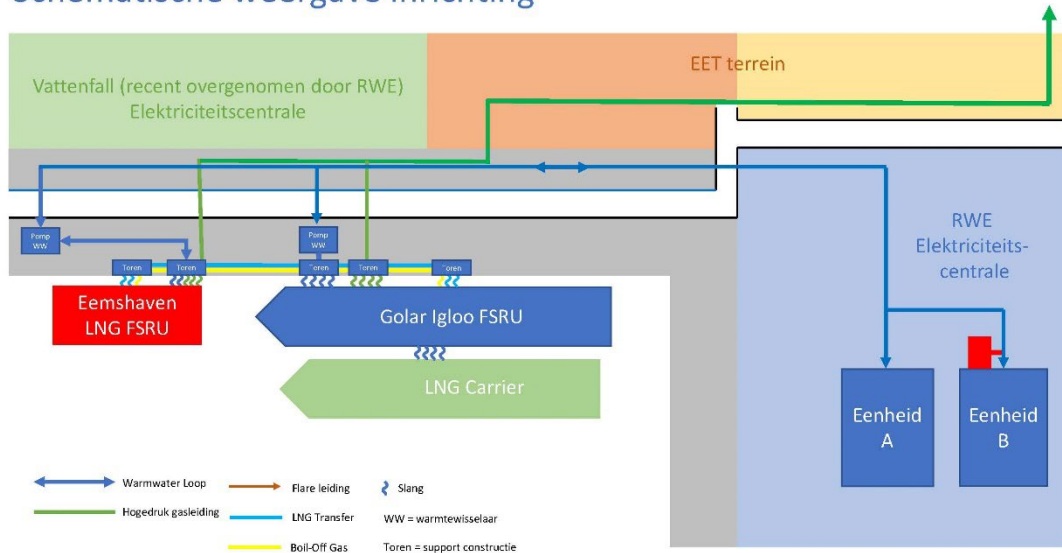 Schematische weergave inrichting
Vattenfall (recent overgenomen door RWE)
Elektriciteitscentrale
EET terrein
RWE
Elektriciteits-
centrale
Pomp
WW
Pomp
WW
Toren
Toren
Toren
Toren
Toren
Eemshaven
LNG FSRU
Golar Igloo FSRU
LNG Carrier
Eenheid
A
Eenheid
B
Warmwater Loop
Flare leiding
Slang
Hogedruk gasleiding
LNG Transfer
WW = warmtewisselaar
Boil-Off Gas
Toren = support constructie